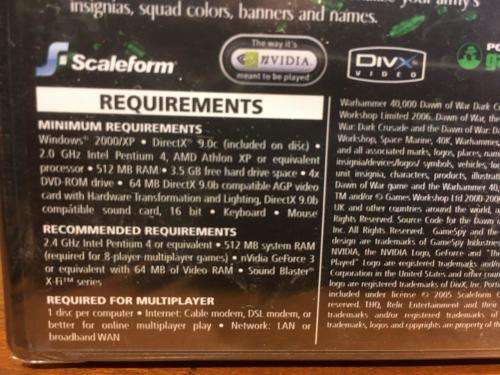 insignias, squad colors, banners and names.
Scaleform
The way it's
nVIDIA
meant to be played
DivX
VIDEO
REQUIREMENTS
MINIMUM REQUIREMENTS
Windows® 2000/XP • DirectX® 9.0c (included on disc) •
2.0 GHz Intel Pentium 4, AMD Athlon XP or equivalent
processor • 512 MB RAM • 3.5 GB free hard drive space • 4x
DVD-ROM drive • 64 MB DirectX 9.0b compatible AGP video
card with Hardware Transformation and Lighting, DirectX 9.0b
compatible sound card, 16 bit • Keyboard • Mouse
RECOMMENDED REQUIREMENTS
2.4 GHz Intel Pentium 4 or equivalent • 512 MB system RAM
(required for 8-player multiplayer games) • nVidia GeForce 3
or equivalent with 64 MB of Video RAM • Sound Blaster®
X-Fi™ series
REQUIRED FOR MULTIPLAYER
1 disc per computer • Internet: Cable modem, DSL modem, or
better for online multiplayer play • Network: LAN or
broadband WAN
Warhammer 40,000 Dawn of War Dark
Workshop Limited 2006. Dawn of War, the
War: Dark Crusade and the Dawn of War: D
Workshop, Space Marine, 40K, Warhammer,
and all associated marks, logos, places, names
insignia/devices/logos/ symbols, vehicles, lo
unit insignia, characters, products, illustrat
Dawn of War game and the Warhammer 40,
TM and/or © Games Workshop Ltd 2000-2006
UK and other countries around the world,
Rights Reserved. Source Code for the Dawn of
Inc. All Rights Reserved. GameSpy and the
design are trademarks of GameSpy Industries
NVIDIA, the NVIDIA Logo, GeForce and "The
Played" Logo are registered trademarks and/
Corporation in the United States and other coun
logo are registered trademarks of DivX, Inc. Portion
included under license © 2005 Scaleform
reserved. THQ, Relic Entertainment and their
trademarks and/or registered trademarks of
trademarks, logos and copyrights are property of th